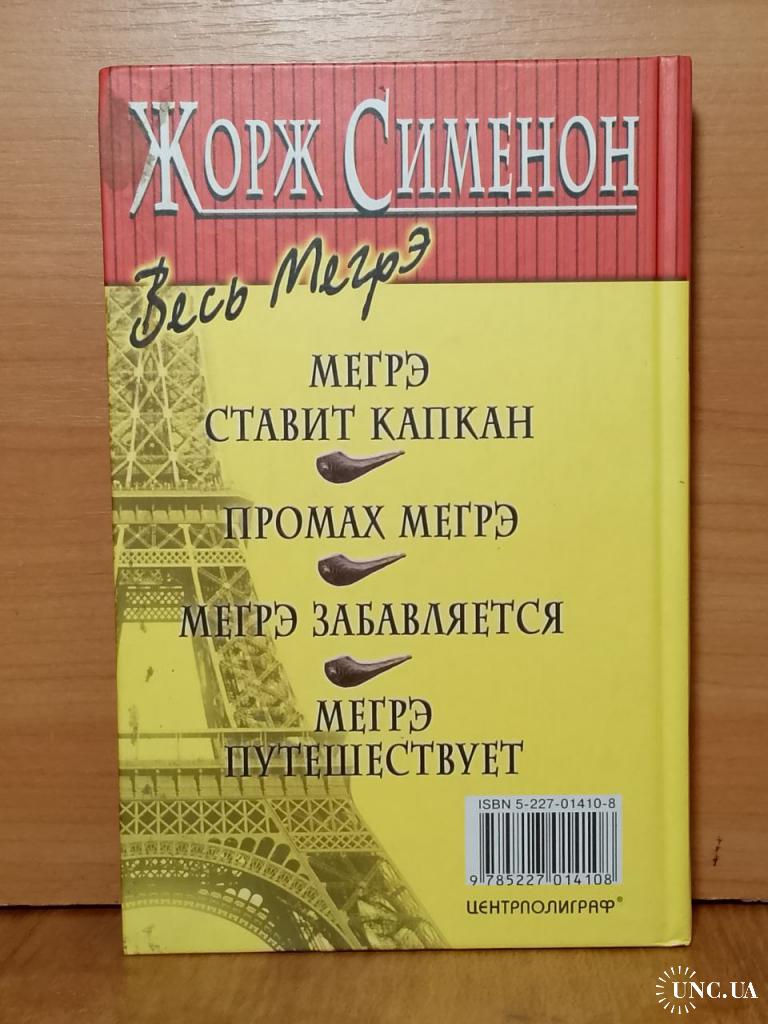 Жорж Сименон
Весь Мегрэ
МЕГРЭ
СТАВИТ КАПКАН
ПРОМАХ МЕГРЭ
МЕГРЭ ЗАБАВЛЯЕТСЯ
МЕГРЭ
ПУТЕШЕСТВУЕТ
ISBN 5-227-01410-8
9 785227 014108
ЦЕНТРПОЛИГРАФ®
UNC.UA